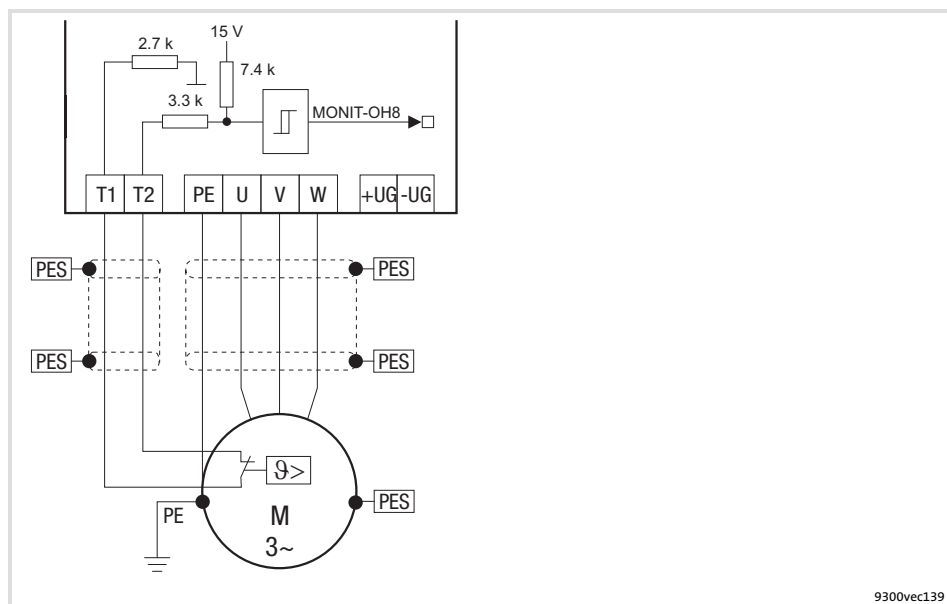 15 V
2.7 k
7.4 k
3.3 k
MONIT-OH8
T1 T2 PE U V W +UG -UG
PES PES
PES PES
ϑ>
PE M PES
3~
9300vec139